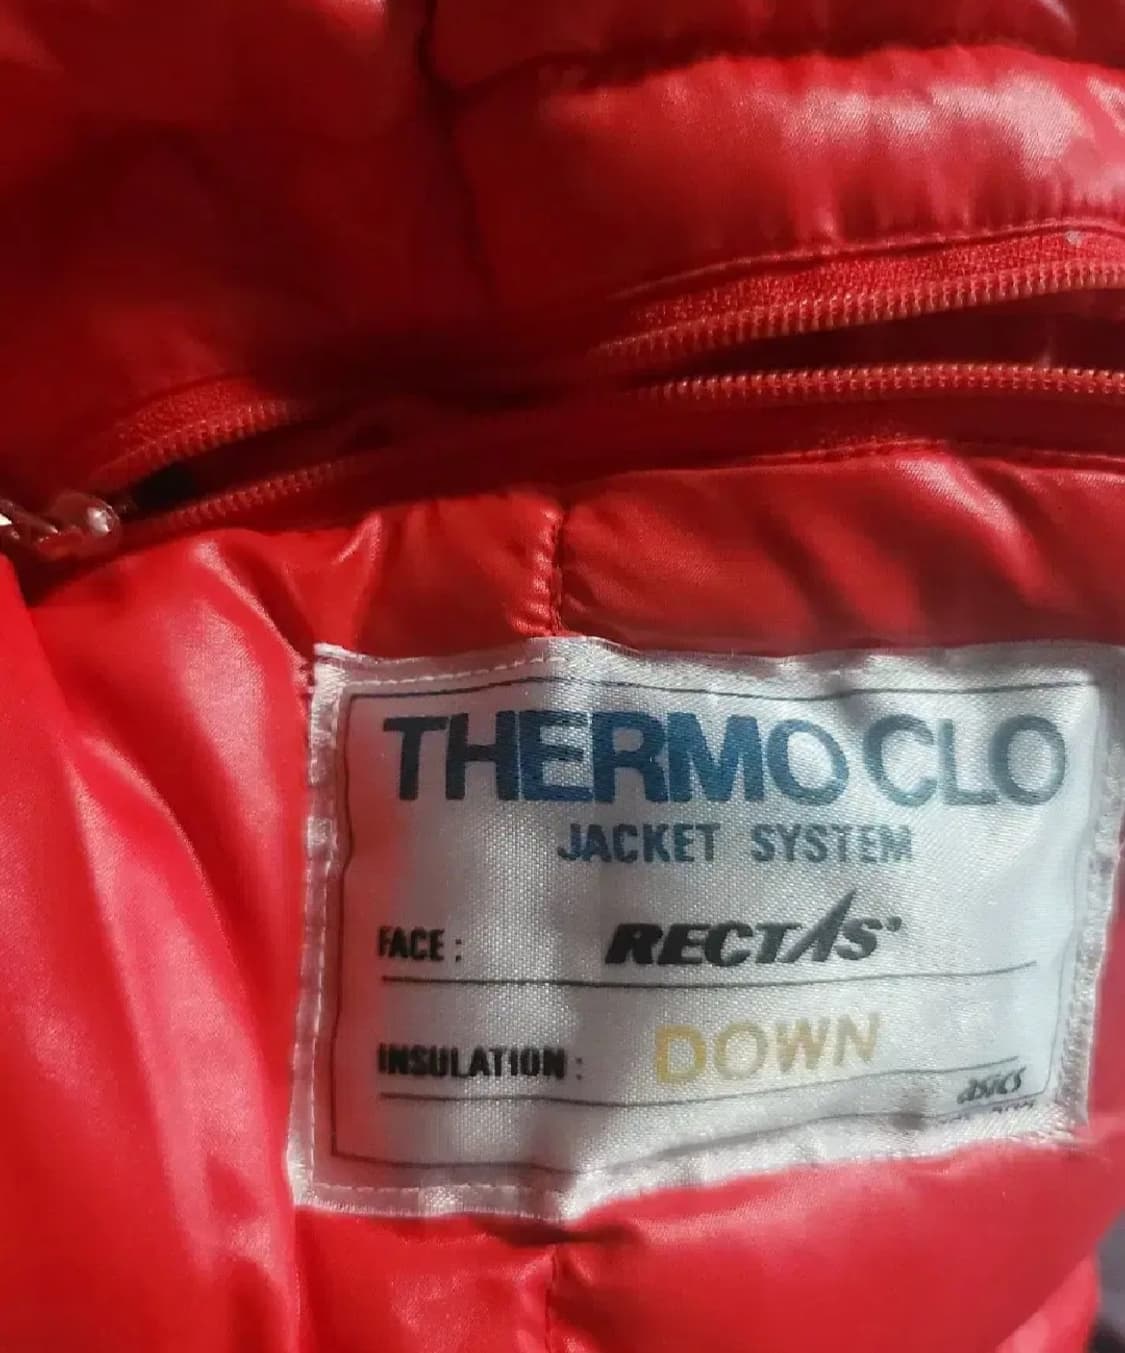 THERMO CLO
JACKET SYSTEM
FACE: RECTAS
INSULATION: DOWN
asics